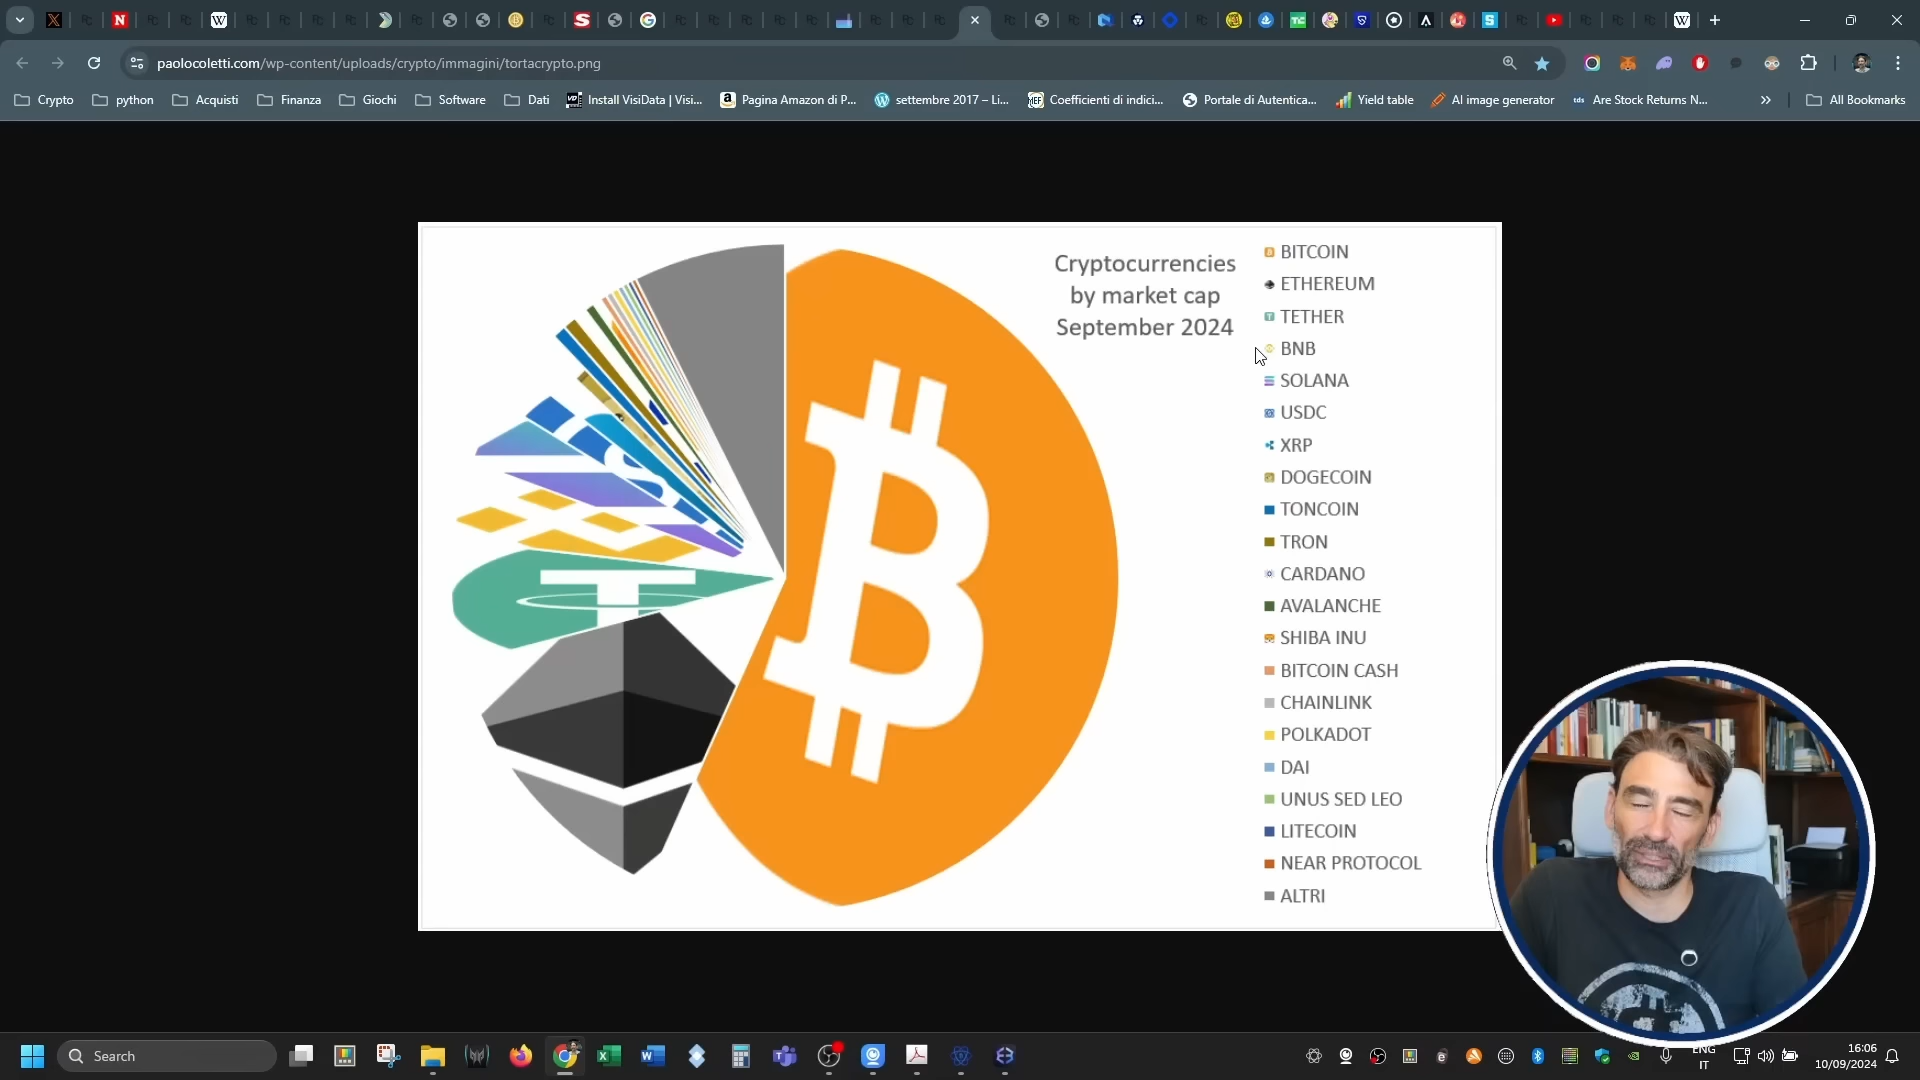 paolocoletti.com/wp-content/uploads/crypto/immagini/tortacrypto.png
Crypto
python
Acquisti
Finanza
Giochi
Software
Dati
Install VisiData | Visi...
Pagina Amazon di P...
settembre 2017 – Li...
Coefficienti di indici...
Portale di Autentica...
Yield table
AI image generator
Are Stock Returns N...
»
All Bookmarks
Cryptocurrencies
by market cap
September 2024
BITCOIN
ETHEREUM
TETHER
BNB
SOLANA
USDC
XRP
DOGECOIN
TONCOIN
TRON
CARDANO
AVALANCHE
SHIBA INU
BITCOIN CASH
CHAINLINK
POLKADOT
DAI
UNUS SED LEO
LITECOIN
NEAR PROTOCOL
ALTRI
Search
ENG
IT
16:06
10/09/2024